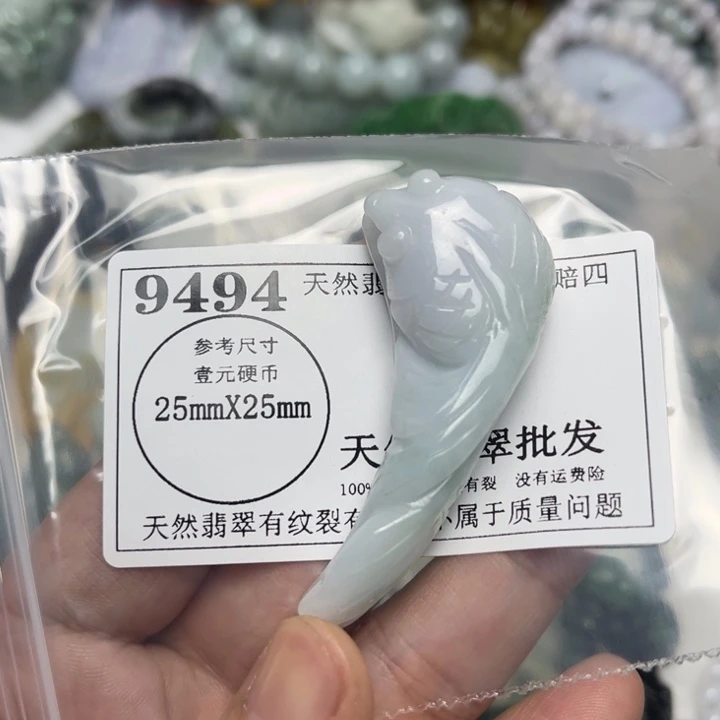 9494 天然翡 赔四
参考尺寸
壹元硬币
25mmX25mm
天 翠批发
100% 有裂 没有运费险
天然翡翠有纹裂有 不属于质量问题